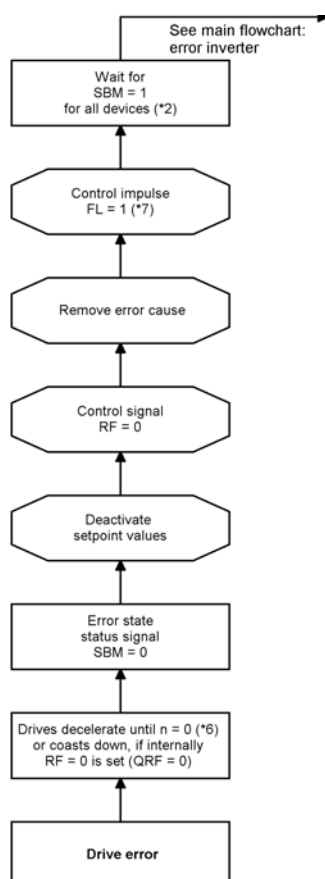 See main flowchart:
error inverter
Wait for
SBM = 1
for all devices (*2)
Control impulse
FL = 1 (*7)
Remove error cause
Control signal
RF = 0
Deactivate
setpoint values
Error state
status signal
SBM = 0
Drives decelerate until n = 0 (*6)
or coasts down, if internally
RF = 0 is set (QRF = 0)
Drive error